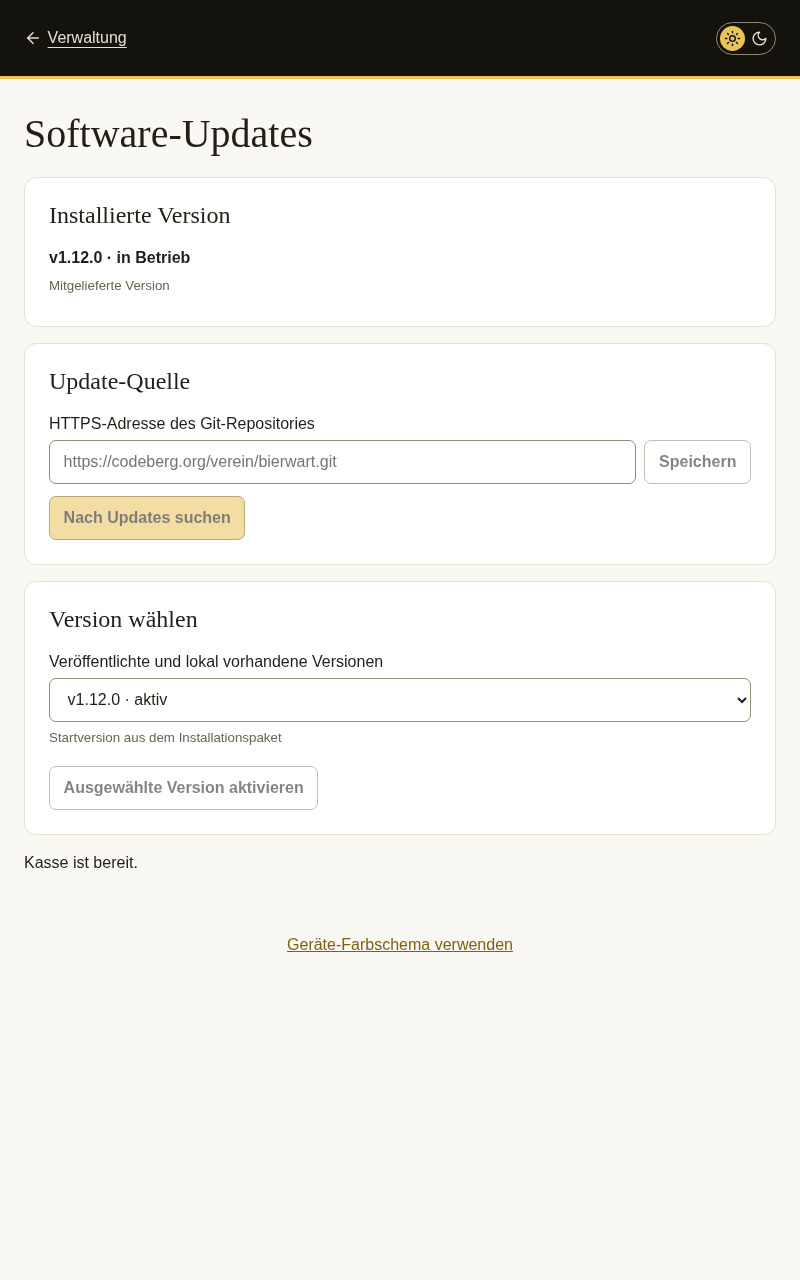 Verwaltung
Software-Updates
Installierte Version
v1.12.0 · in Betrieb
Mitgelieferte Version
Update-Quelle
HTTPS-Adresse des Git-Repositories
https://codeberg.org/verein/bierwart.git
Speichern
Nach Updates suchen
Version wählen
Veröffentlichte und lokal vorhandene Versionen
v1.12.0 · aktiv
Startversion aus dem Installationspaket
Ausgewählte Version aktivieren
Kasse ist bereit.
Geräte-Farbschema verwenden